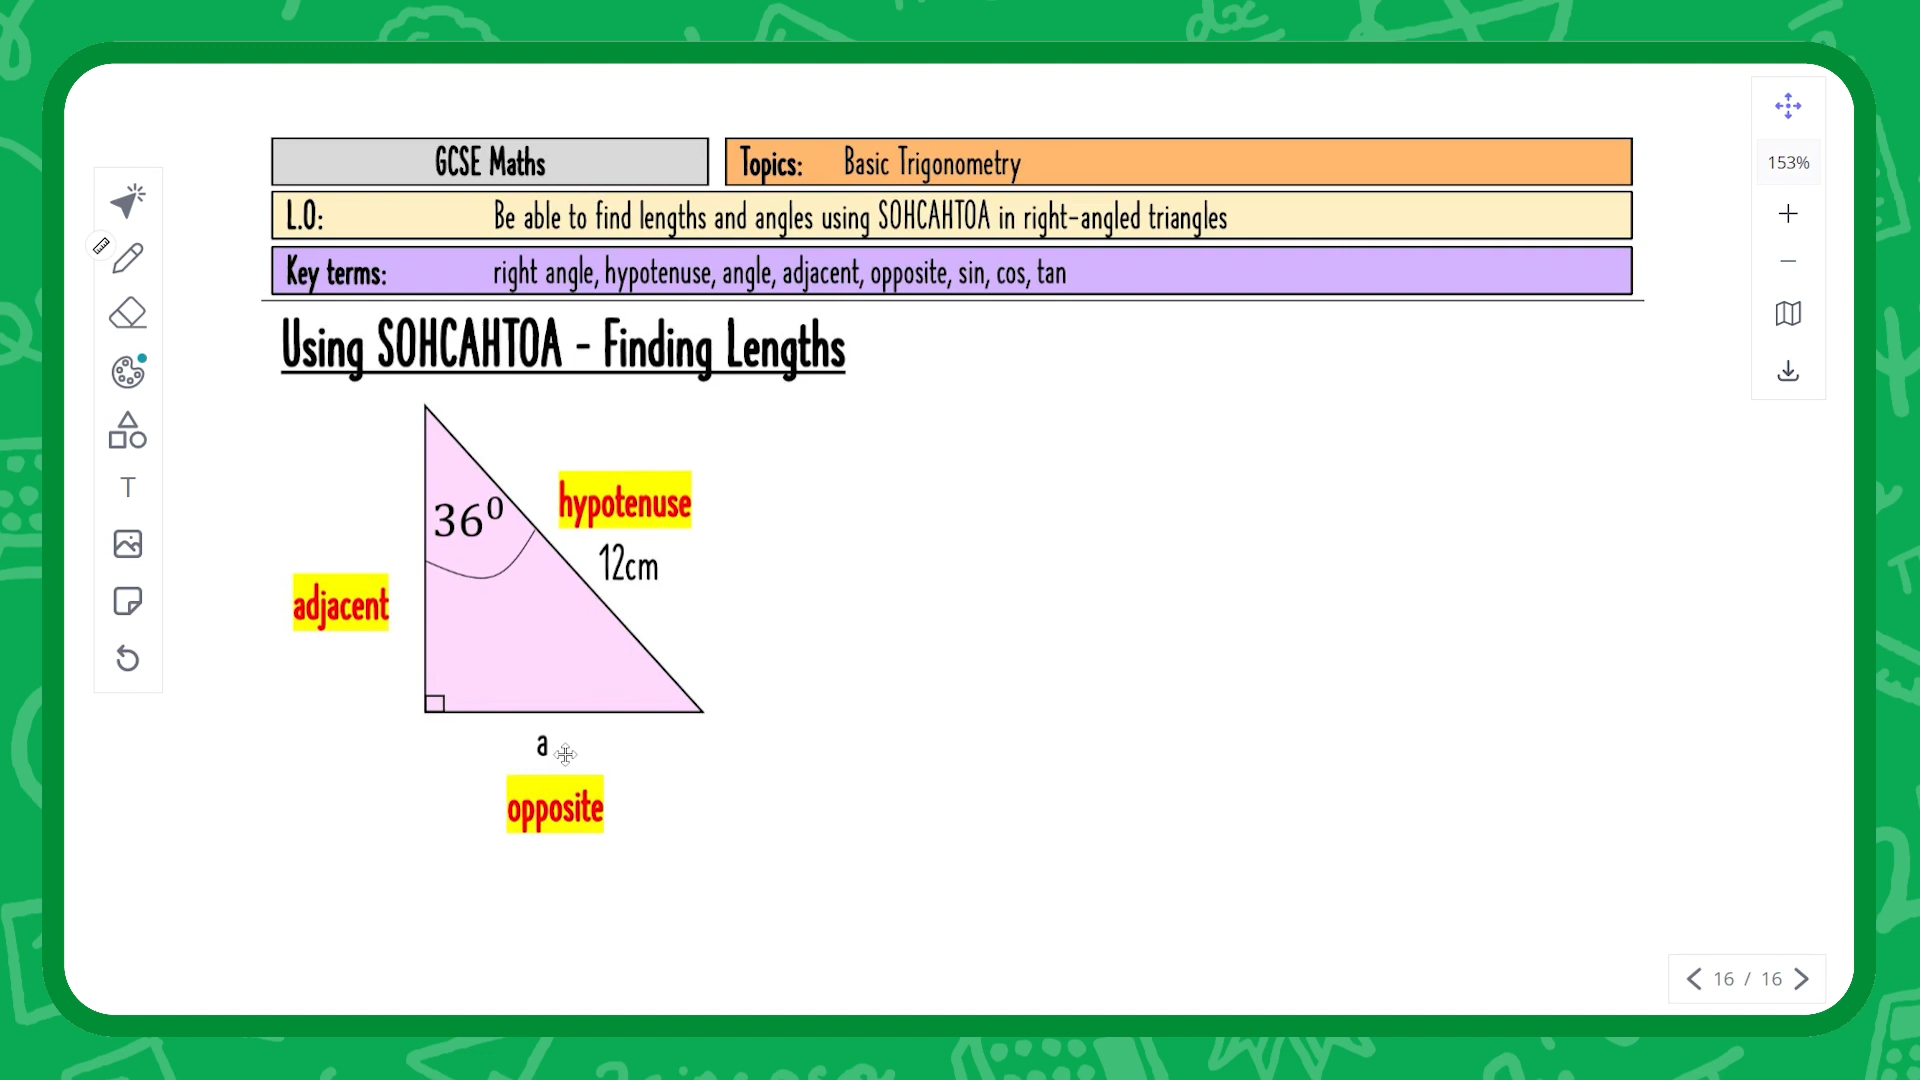 GCSE Maths
Topics: Basic Trigonometry
L.O: Be able to find lengths and angles using SOHCAHTOA in right-angled triangles
Key terms: right angle, hypotenuse, angle, adjacent, opposite, sin, cos, tan
Using SOHCAHTOA - Finding Lengths
36⁰
hypotenuse
12cm
adjacent
a
opposite
153%
T
16 / 16
dx